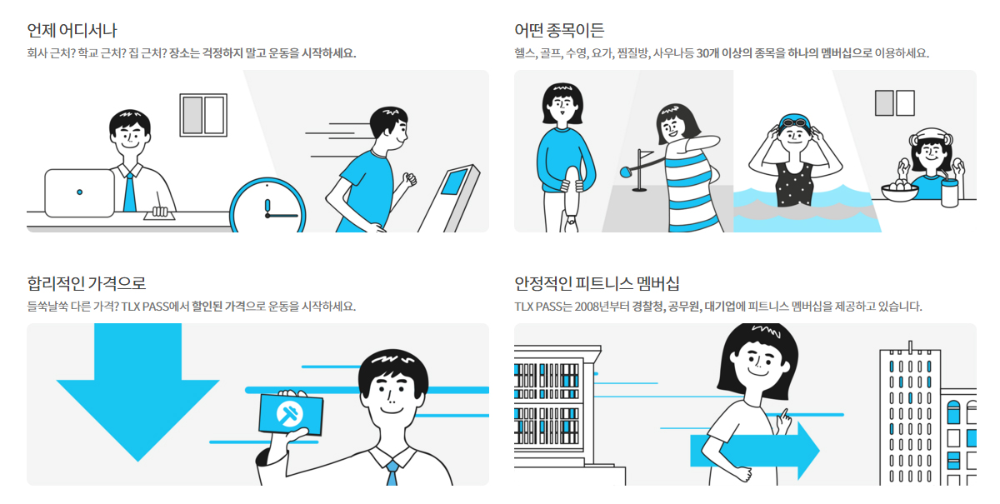 언제 어디서나
회사 근처? 학교 근처? 집 근처? 장소는 걱정하지 말고 운동을 시작하세요.
어떤 종목이든
헬스, 골프, 수영, 요가, 찜질방, 사우나등 30개 이상의 종목을 하나의 멤버십으로 이용하세요.
합리적인 가격으로
들쑥날쑥 다른 가격? TLX PASS에서 할인된 가격으로 운동을 시작하세요.
안정적인 피트니스 멤버십
TLX PASS는 2008년부터 경찰청, 공무원, 대기업에 피트니스 멤버십을 제공하고 있습니다.